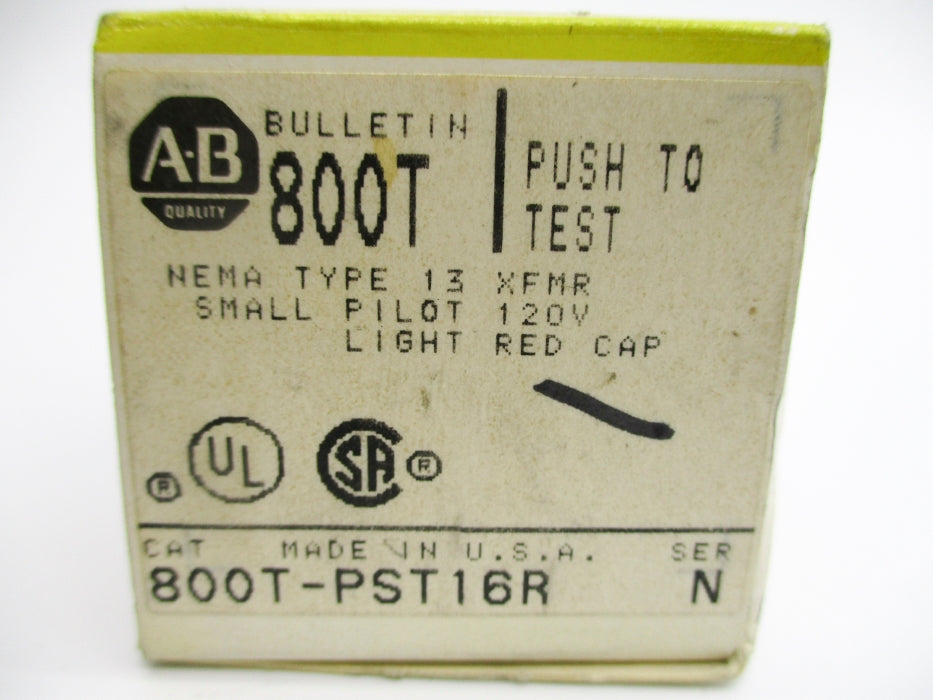 A-B
QUALITY
BULLETIN
800T
PUSH TO
TEST
NEMA TYPE 13 XFMR
SMALL PILOT 120V
LIGHT RED CAP
® UL SA ®
CAT MADE IN U.S.A. SER
800T-PST16R N